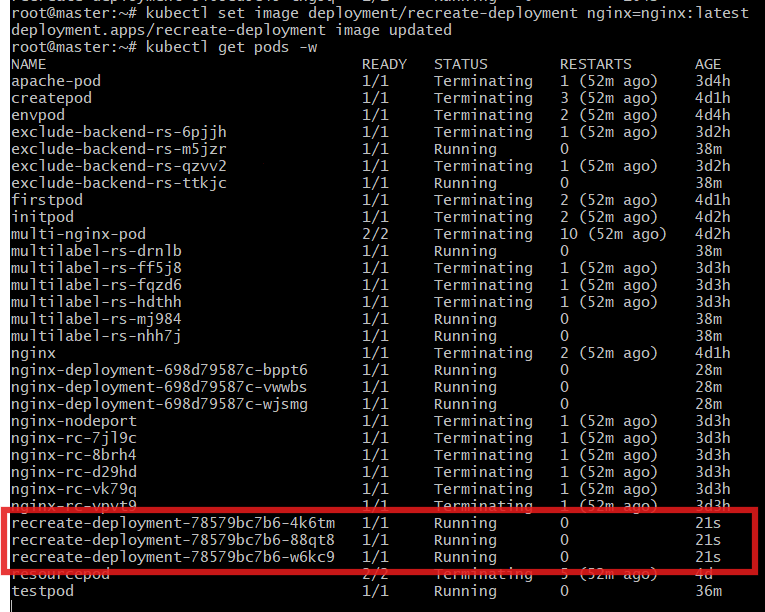 root@master:~# kubectl set image deployment/recreate-deployment nginx=nginx:latest
deployment.apps/recreate-deployment image updated
root@master:~# kubectl get pods -w
NAME READY STATUS RESTARTS AGE
apache-pod 1/1 Terminating 1 (52m ago) 3d4h
createpod 1/1 Terminating 3 (52m ago) 4d1h
envpod 1/1 Terminating 2 (52m ago) 4d4h
exclude-backend-rs-6pjjh 1/1 Terminating 1 (52m ago) 3d2h
exclude-backend-rs-m5jzr 1/1 Running 0 38m
exclude-backend-rs-qzvv2 1/1 Terminating 1 (52m ago) 3d2h
exclude-backend-rs-ttkjc 1/1 Running 0 38m
firstpod 1/1 Terminating 2 (52m ago) 4d1h
initpod 1/1 Terminating 2 (52m ago) 4d2h
multi-nginx-pod 2/2 Terminating 10 (52m ago) 4d2h
multilabel-rs-drnlb 1/1 Running 0 38m
multilabel-rs-ff5j8 1/1 Terminating 1 (52m ago) 3d3h
multilabel-rs-fqzd6 1/1 Terminating 1 (52m ago) 3d3h
multilabel-rs-hdthh 1/1 Terminating 1 (52m ago) 3d3h
multilabel-rs-mj984 1/1 Running 0 38m
multilabel-rs-nhh7j 1/1 Running 0 38m
nginx 1/1 Terminating 2 (52m ago) 4d1h
nginx-deployment-698d79587c-bppt6 1/1 Running 0 28m
nginx-deployment-698d79587c-vwwbs 1/1 Running 0 28m
nginx-deployment-698d79587c-wjsmg 1/1 Running 0 28m
nginx-nodeport 1/1 Terminating 1 (52m ago) 3d3h
nginx-rc-7jl9c 1/1 Terminating 1 (52m ago) 3d3h
nginx-rc-8brh4 1/1 Terminating 1 (52m ago) 3d3h
nginx-rc-d29hd 1/1 Terminating 1 (52m ago) 3d3h
nginx-rc-vk79q 1/1 Terminating 1 (52m ago) 3d3h
nginx-rc-vpvt9 1/1 Terminating 1 (52m ago) 3d3h
recreate-deployment-78579bc7b6-4k6tm 1/1 Running 0 21s
recreate-deployment-78579bc7b6-88qt8 1/1 Running 0 21s
recreate-deployment-78579bc7b6-w6kc9 1/1 Running 0 21s
resourcepod 2/2 Terminating 5 (52m ago) 4d
testpod 1/1 Running 0 36m